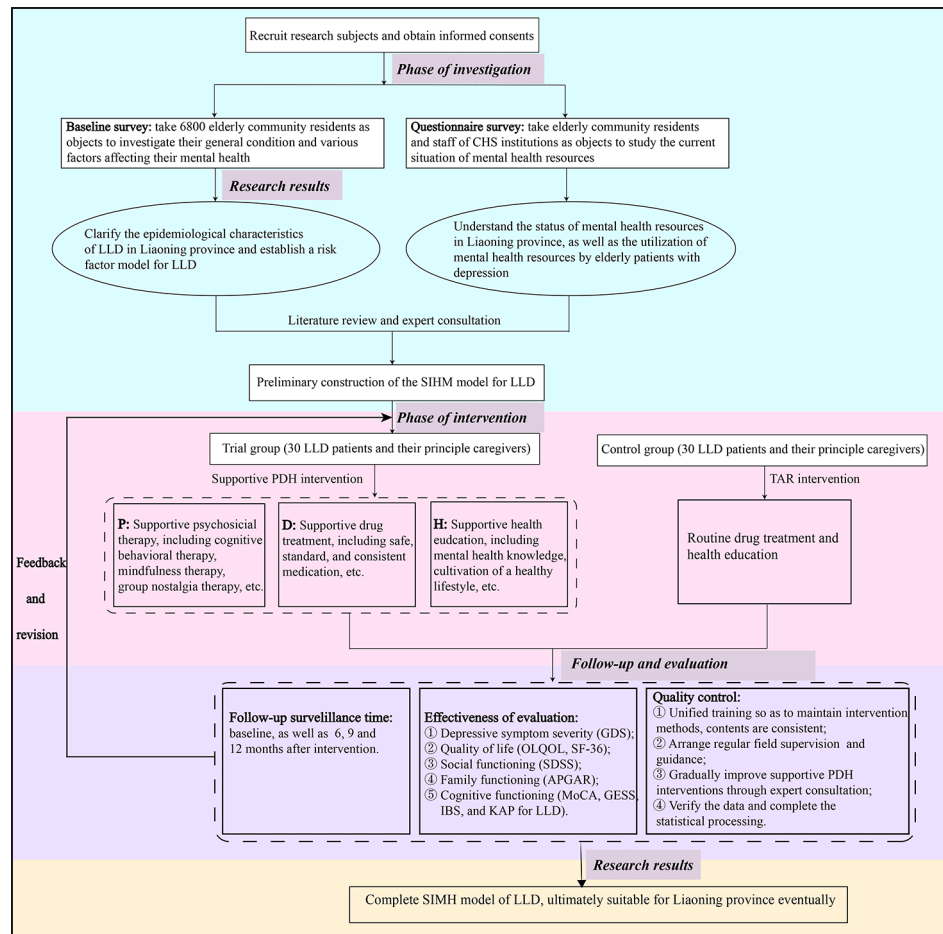 Recruit research subjects and obtain informed consents
Phase of investigation
Baseline survey: take 6800 elderly community residents as
objects to investigate their general condition and various
factors affecting their mental health
Questionnaire survey: take elderly community residents
and staff of CHS institutions as objects to study the current
situation of mental health resources
Research results
Clarify the epidemiological characteristics
of LLD in Liaoning province and establish a risk
factor model for LLD
Understand the status of mental health resources
in Liaoning province, as well as the utilization of
mental health resources by elderly patients with
depression
Literature review and expert consultation
Preliminary construction of the SIHM model for LLD
Phase of intervention
Trial group (30 LLD patients and their principle caregivers)
Control group (30 LLD patients and their principle caregivers)
Supportive PDH intervention
TAR intervention
P: Supportive psychosicial
therapy, including cognitive
behavioral therapy,
mindfulness therapy,
group nostalgia therapy, etc.
D: Supportive drug
treatment, including safe,
standard, and consistent
medication, etc.
H: Supportive health
eudcation, including
mental health knowledge,
cultivation of a healthy
lifestyle, etc.
Routine drug treatment and
health education
Feedback
and
revision
Follow-up and evaluation
Follow-up surveillance time:
baseline, as well as 6, 9 and
12 months after intervention.
Effectiveness of evaluation:
① Depressive symptom severity (GDS);
② Quality of life (OLQOL, SF-36);
③ Social functioning (SDSS);
④ Family functioning (APGAR);
⑤ Cognitive functioning (MoCA, GESS,
IBS, and KAP for LLD).
Quality control:
① Unified training so as to maintain intervention
methods, contents are consistent;
② Arrange regular field supervision and
guidance;
③ Gradually improve supportive PDH
interventions through expert consultation;
④ Verify the data and complete the
statistical processing.
Research results
Complete SIMH model of LLD, ultimately suitable for Liaoning province eventually